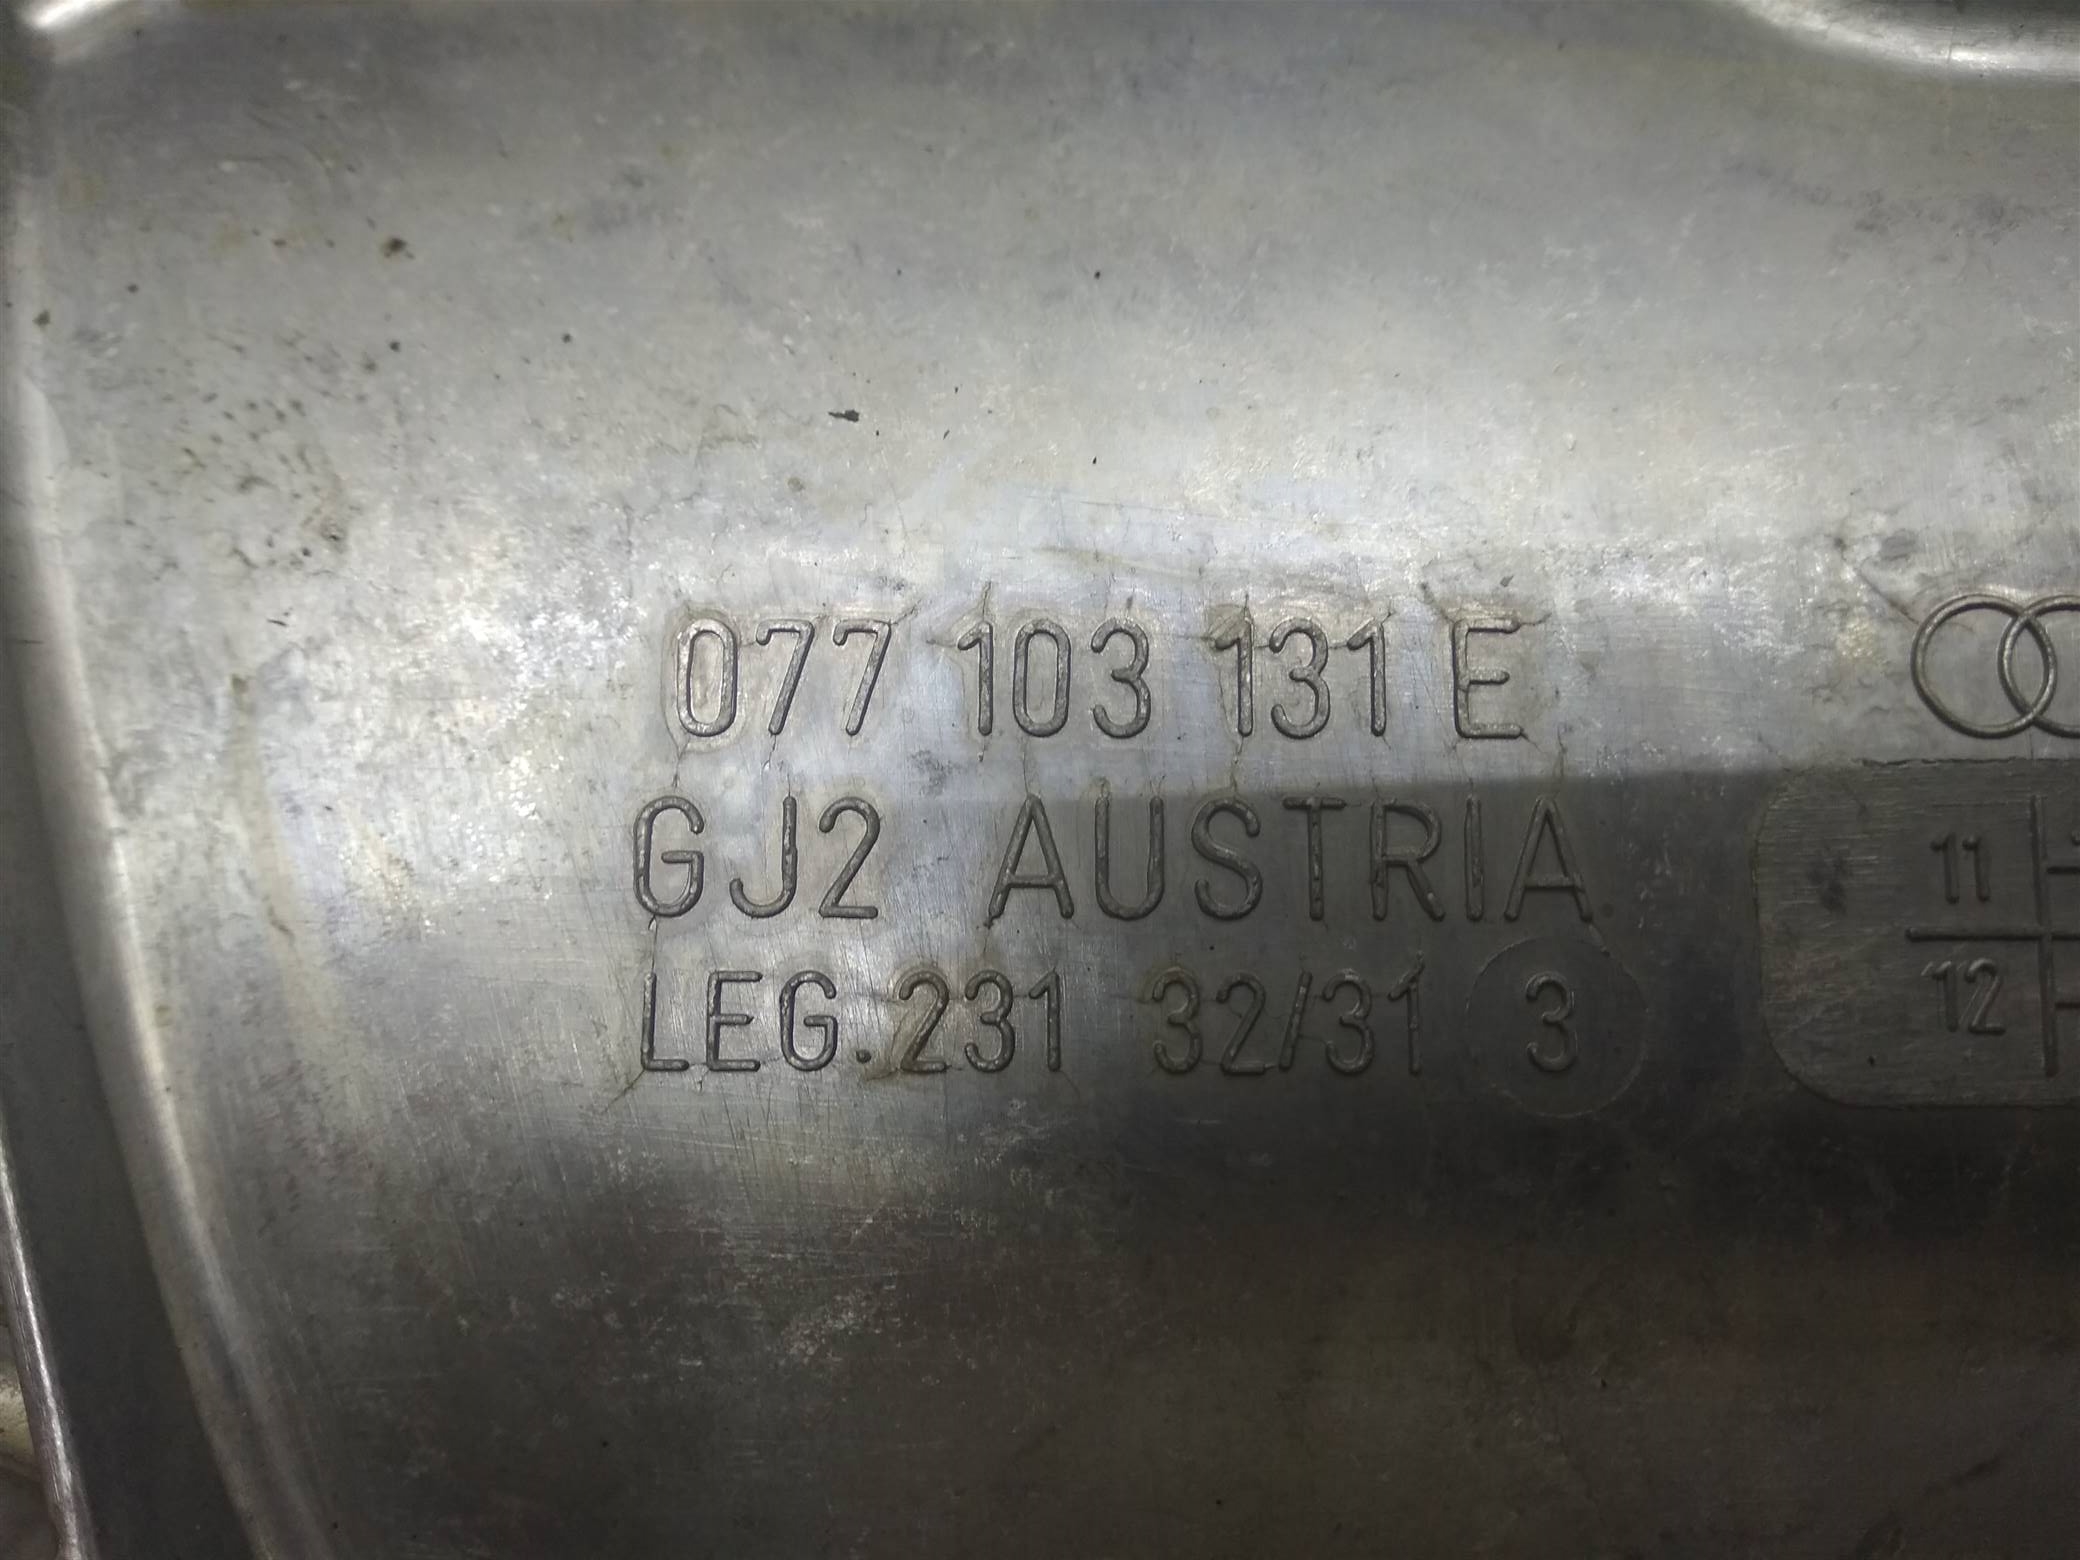 077 103 131 E
GJ2 AUSTRIA
LEG.231 32/31 3
11
12